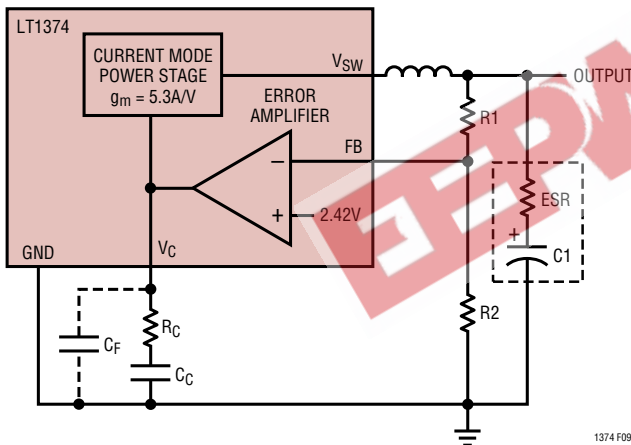 LT1374
CURRENT MODE
POWER STAGE
gm = 5.3A/V
VSW
OUTPUT
ERROR
AMPLIFIER
R1
FB
–
+
2.42V
ESR
+
C1
GND
VC
R2
RC
CF
CC
1374 F09
EEPW